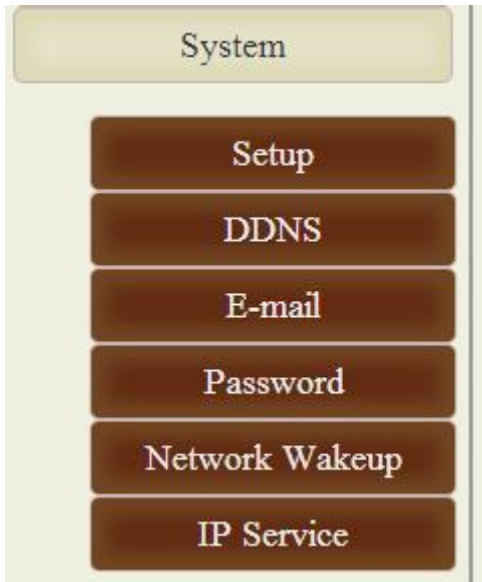 System
Setup
DDNS
E-mail
Password
Network Wakeup
IP Service